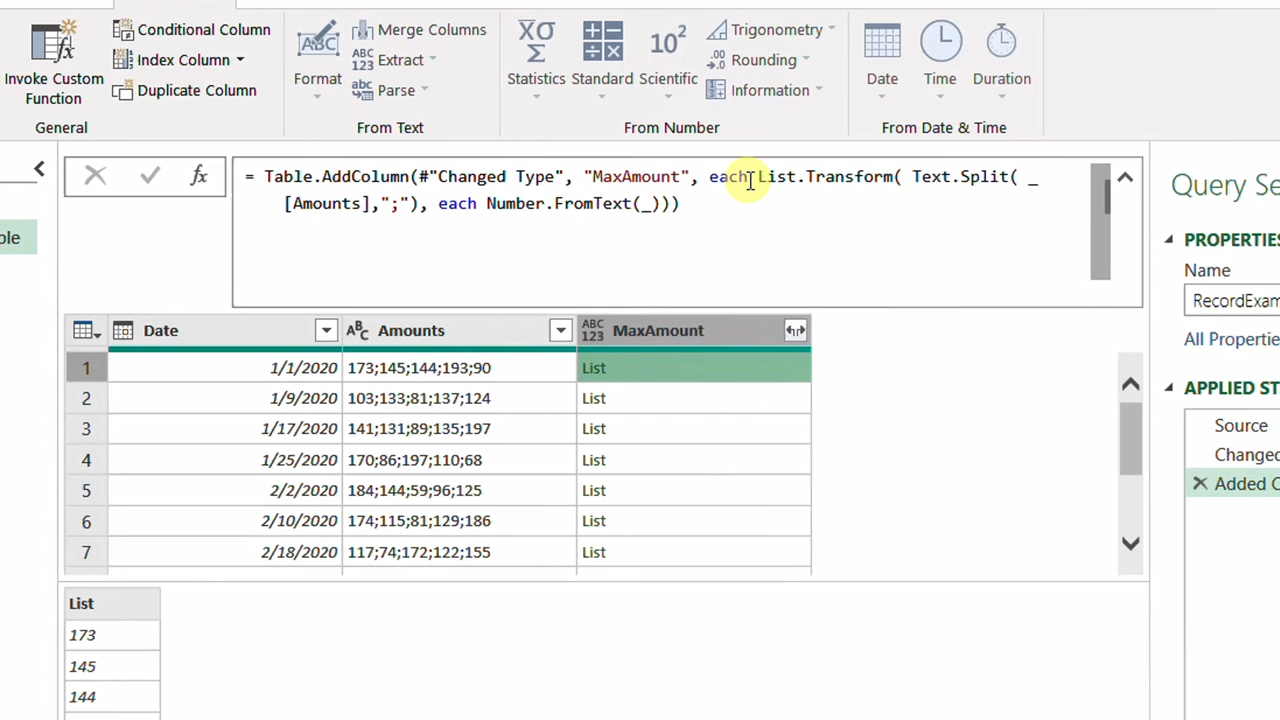 Invoke Custom
Function
General
Conditional Column
Index Column
Duplicate Column
Format
Merge Columns
Extract
Parse
From Text
Statistics
Standard
Scientific
Trigonometry
Rounding
Information
From Number
Date
Time
Duration
From Date & Time
= Table.AddColumn(#"Changed Type", "MaxAmount", each List.Transform( Text.Split( _
[Amounts],";"), each Number.FromText(_)))
Date Amounts MaxAmount
1 1/1/2020 173;145;144;193;90 List
2 1/9/2020 103;133;81;137;124 List
3 1/17/2020 141;131;89;135;197 List
4 1/25/2020 170;86;197;110;68 List
5 2/2/2020 184;144;59;96;125 List
6 2/10/2020 174;115;81;129;186 List
7 2/18/2020 117;74;172;122;155 List
List
173
145
144
Query Se
PROPERTIES
Name
RecordExam
All Propertie
APPLIED ST
Source
Changed
Added C